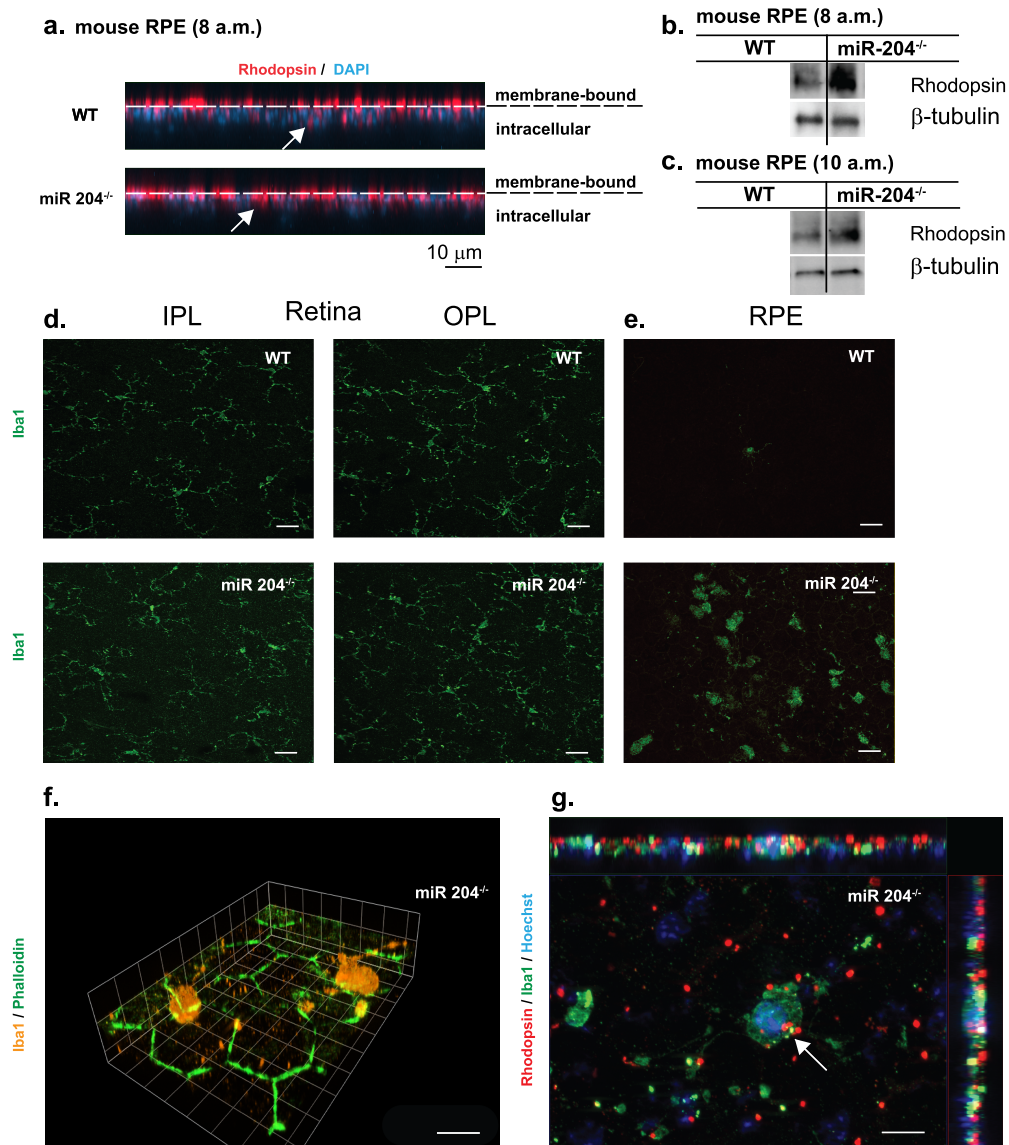 a. mouse RPE (8 a.m.)
Rhodopsin / DAPI
WT
membrane-bound
intracellular
miR 204-/-
membrane-bound
intracellular
10 μm
b. mouse RPE (8 a.m.)
WT miR-204-/-
Rhodopsin
β-tubulin
c. mouse RPE (10 a.m.)
WT miR-204-/-
Rhodopsin
β-tubulin
d. IPL Retina OPL
e. RPE
Iba1
WT
WT
WT
Iba1
miR 204-/-
miR 204-/-
miR 204-/-
f.
Iba1 / Phalloidin
miR 204-/-
g.
Rhodopsin / Iba1 / Hoechst
miR 204-/-